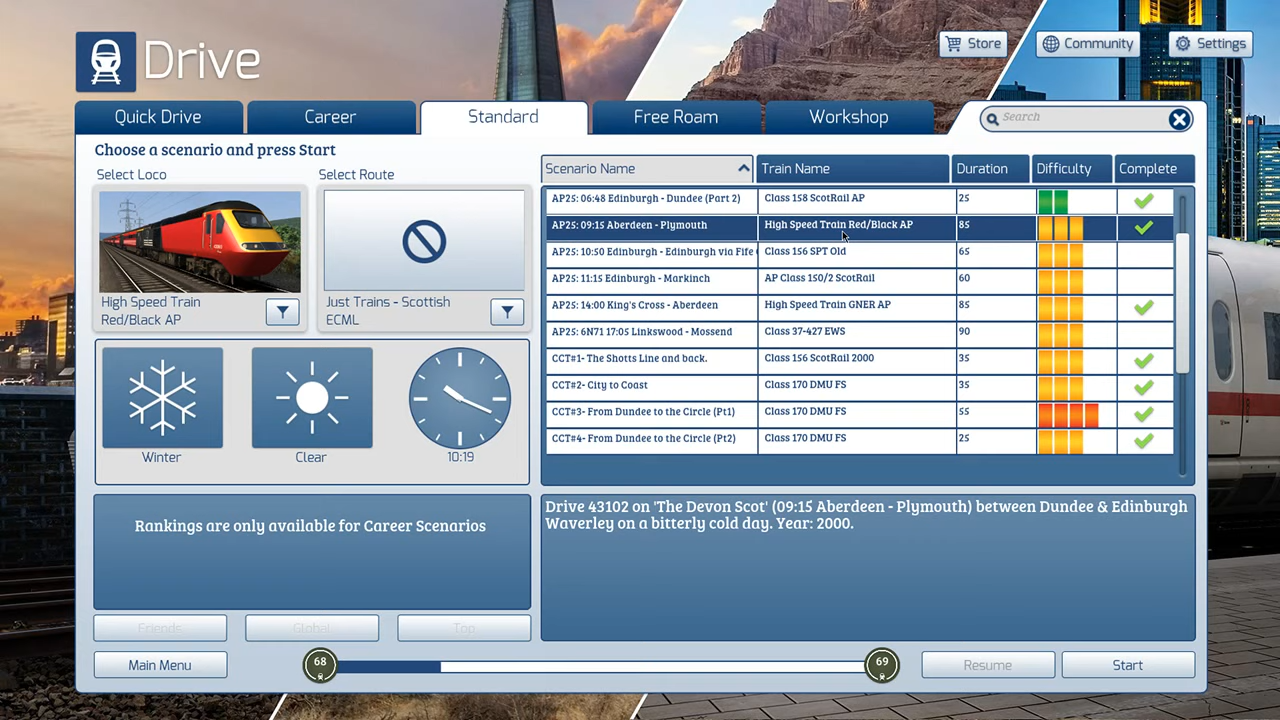 Drive
Store
Community
Settings
Quick Drive
Career
Standard
Free Roam
Workshop
Search
Choose a scenario and press Start
Select Loco
Select Route
High Speed Train
Red/Black AP
Just Trains - Scottish
ECML
Winter
Clear
10:19
Scenario Name Train Name Duration Difficulty Complete
AP25: 06:48 Edinburgh - Dundee (Part 2) Class 158 ScotRail AP 25
AP25: 09:15 Aberdeen - Plymouth High Speed Train Red/Black AP 85
AP25: 10:50 Edinburgh - Edinburgh via Fife Class 156 SPT Old 65
AP25: 11:15 Edinburgh - Markinch AP Class 150/2 ScotRail 60
AP25: 14:00 King's Cross - Aberdeen High Speed Train GNER AP 85
AP25: 6N71 17:05 Linkswood - Mossend Class 37-427 EWS 90
CCT#1- The Shotts Line and back. Class 156 ScotRail 2000 35
CCT#2- City to Coast Class 170 DMU FS 35
CCT#3- From Dundee to the Circle (Pt1) Class 170 DMU FS 55
CCT#4- From Dundee to the Circle (Pt2) Class 170 DMU FS 25
Rankings are only available for Career Scenarios
Drive 43102 on 'The Devon Scot' (09:15 Aberdeen - Plymouth) between Dundee & Edinburgh
Waverley on a bitterly cold day. Year: 2000.
Friends
Global
Top
Main Menu
68
69
Resume
Start